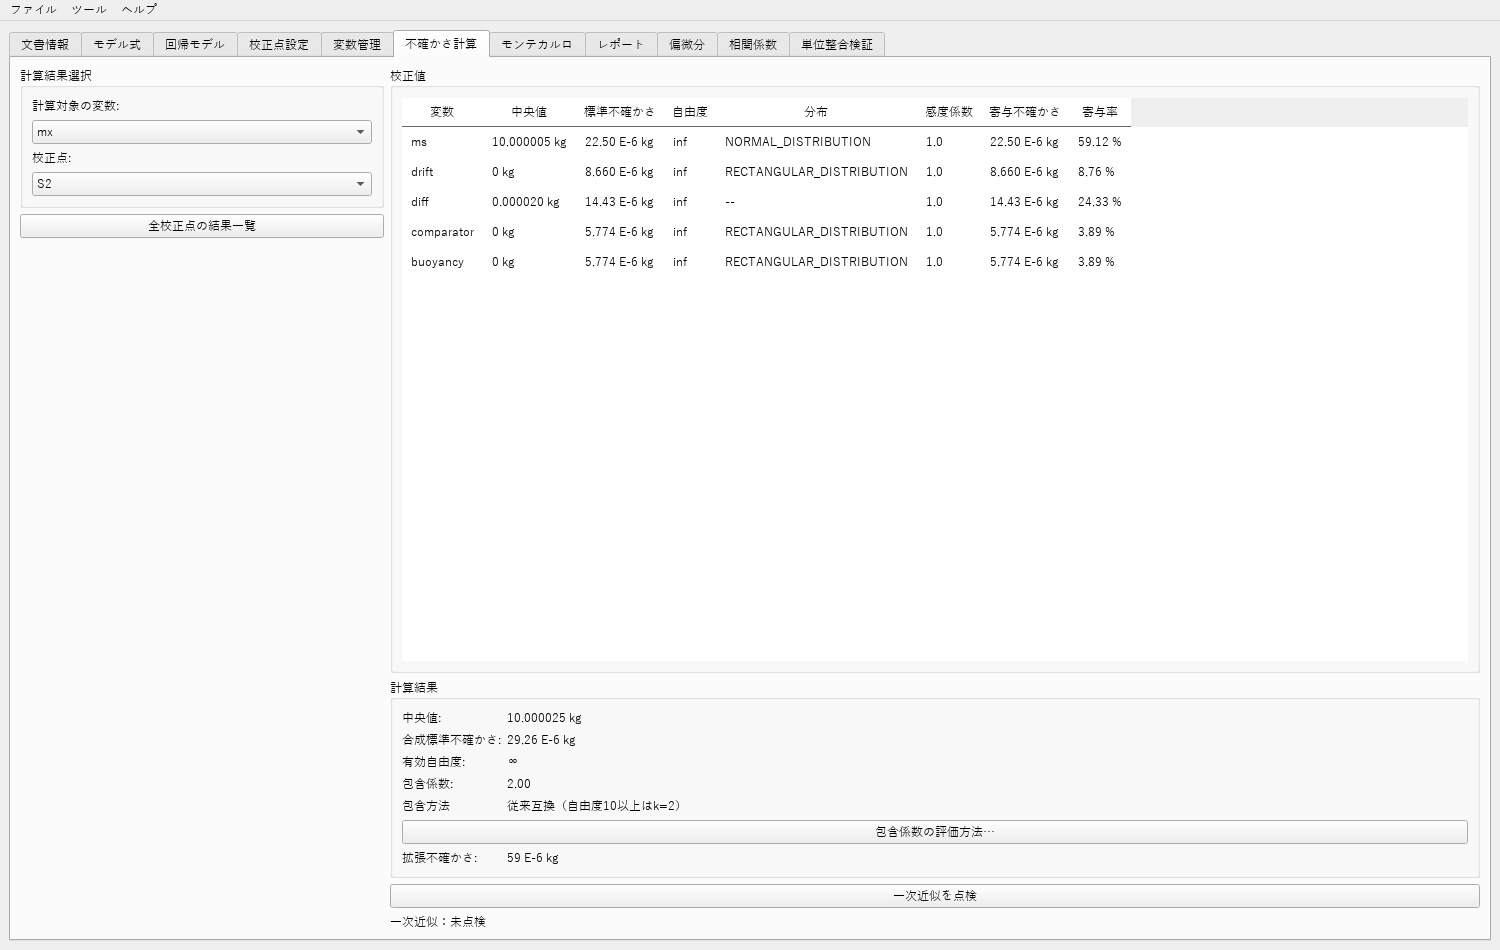 ファイル ツール ヘルプ
文書情報 モデル式 回帰モデル 校正点設定 変数管理 不確かさ計算 モンテカルロ レポート 偏微分 相関係数 単位整合検証
計算結果選択
計算対象の変数:
mx
校正点:
S2
全校正点の結果一覧
校正値
変数 中央値 標準不確かさ 自由度 分布 感度係数 寄与不確かさ 寄与率
ms 10.000005 kg 22.50 E-6 kg inf NORMAL_DISTRIBUTION 1.0 22.50 E-6 kg 59.12 %
drift 0 kg 8.660 E-6 kg inf RECTANGULAR_DISTRIBUTION 1.0 8.660 E-6 kg 8.76 %
diff 0.000020 kg 14.43 E-6 kg inf -- 1.0 14.43 E-6 kg 24.33 %
comparator 0 kg 5.774 E-6 kg inf RECTANGULAR_DISTRIBUTION 1.0 5.774 E-6 kg 3.89 %
buoyancy 0 kg 5.774 E-6 kg inf RECTANGULAR_DISTRIBUTION 1.0 5.774 E-6 kg 3.89 %
計算結果
中央値: 10.000025 kg
合成標準不確かさ: 29.26 E-6 kg
有効自由度: ∞
包含係数: 2.00
包含方法 従来互換（自由度10以上はk=2）
包含係数の評価方法…
拡張不確かさ: 59 E-6 kg
一次近似を点検
一次近似：未点検